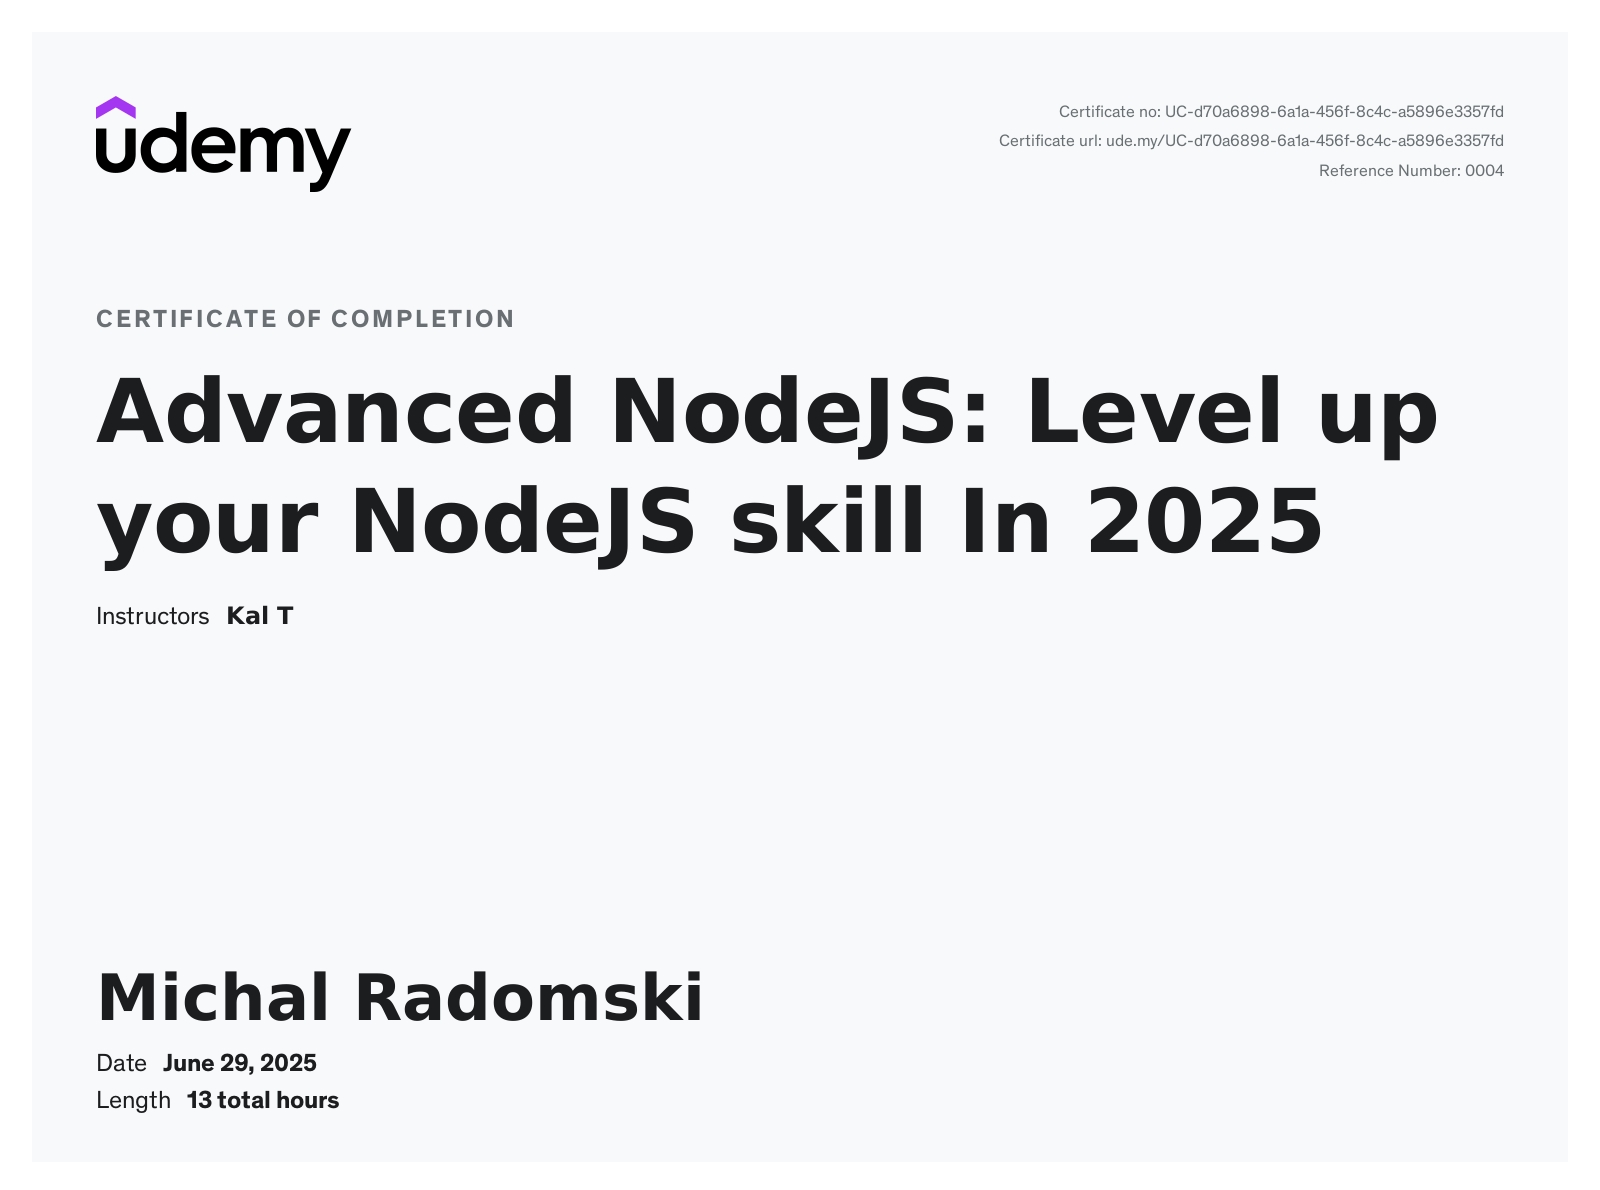 udemy
Certificate no: UC-d70a6898-6a1a-456f-8c4c-a5896e3357fd
Certificate url: ude.my/UC-d70a6898-6a1a-456f-8c4c-a5896e3357fd
Reference Number: 0004
CERTIFICATE OF COMPLETION
Advanced NodeJS: Level up
your NodeJS skill In 2025
Instructors Kal T
Michal Radomski
Date June 29, 2025
Length 13 total hours